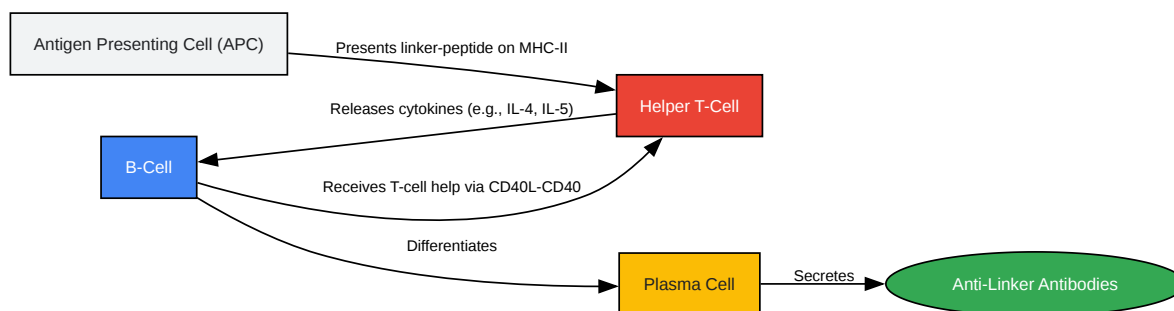 Antigen Presenting Cell (APC)
Presents linker-peptide on MHC-II
Helper T-Cell
Releases cytokines (e.g., IL-4, IL-5)
B-Cell
Receives T-cell help via CD40L-CD40
Differentiates
Plasma Cell
Secretes
Anti-Linker Antibodies